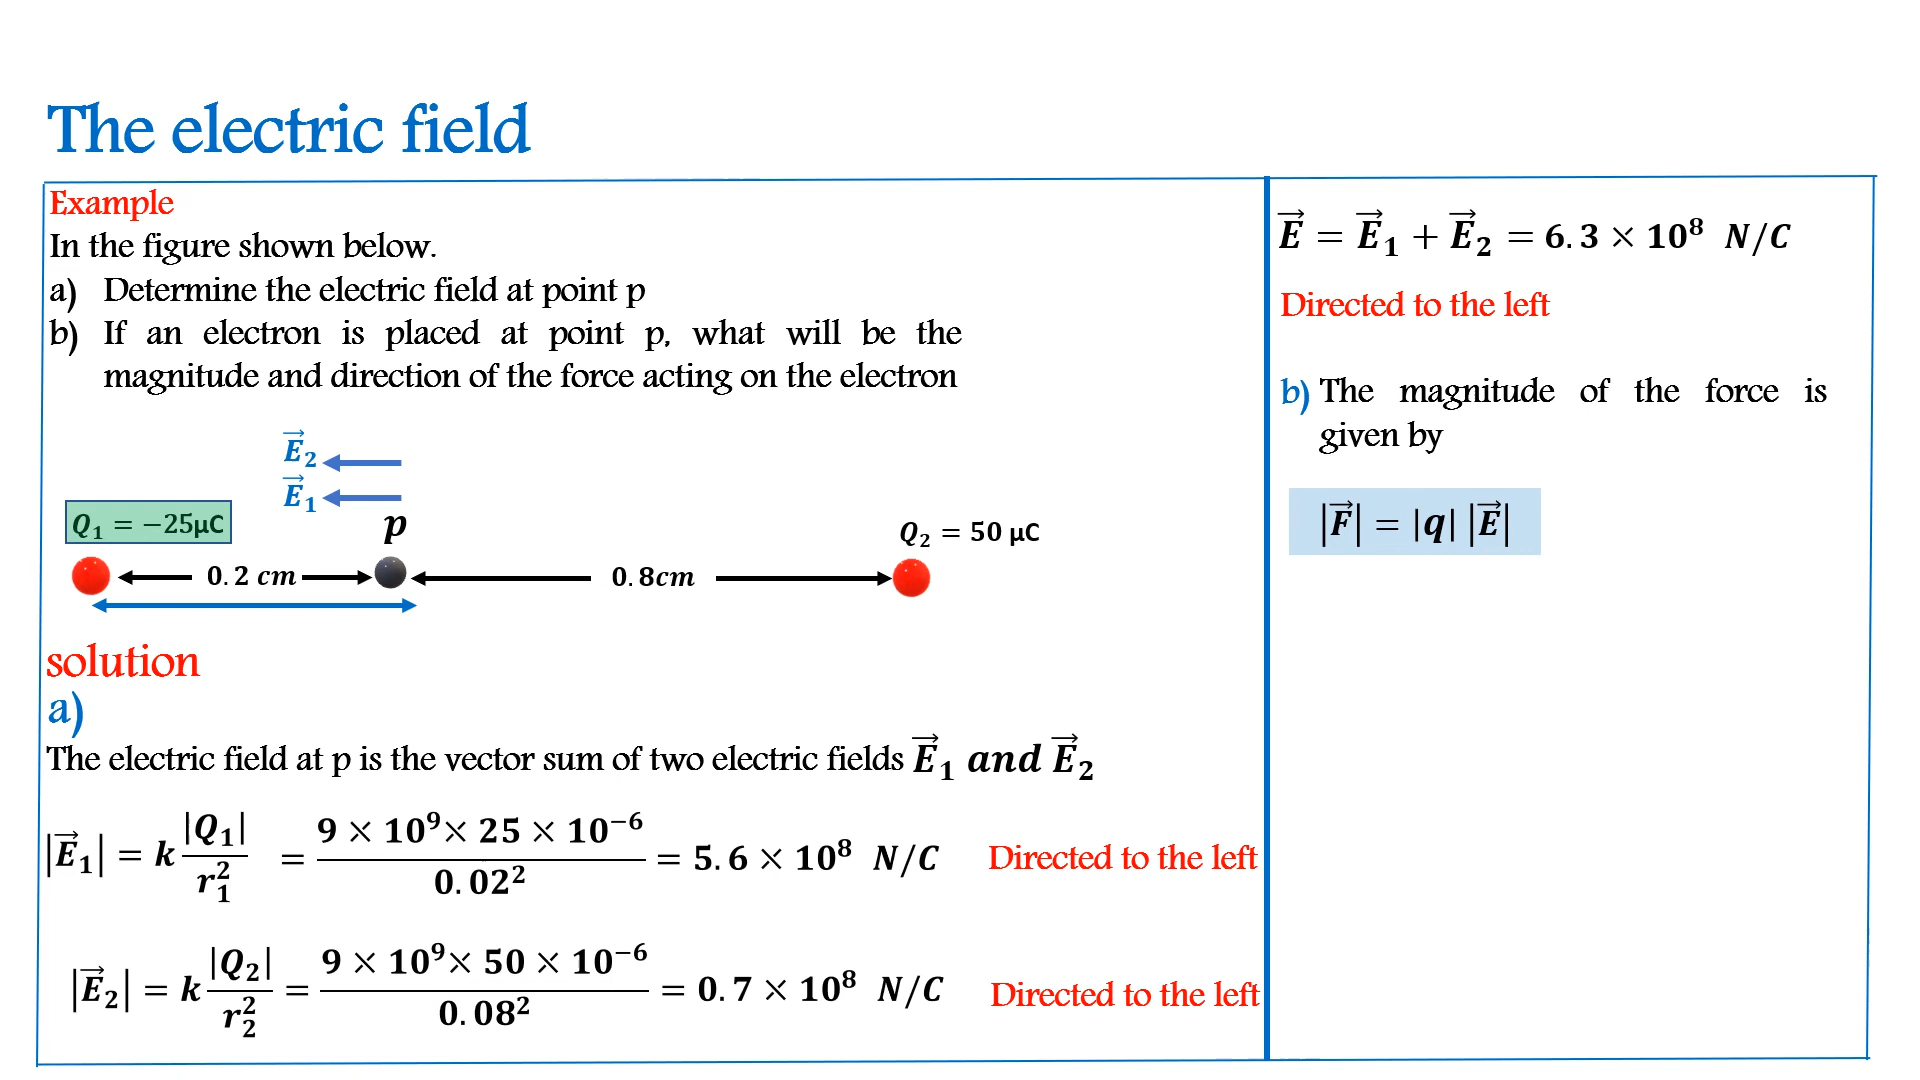 The electric field
Example
In the figure shown below.
a) Determine the electric field at point p
b) If an electron is placed at point p, what will be the
magnitude and direction of the force acting on the electron
E⃗₂
E⃗₁
Q₁ = −25μC
p
Q₂ = 50 μC
0.2 cm
0.8cm
solution
a)
The electric field at p is the vector sum of two electric fields E⃗₁ and E⃗₂
|E⃗₁| = k |Q₁| / r₁² = 9 × 10⁹× 25 × 10⁻⁶ / 0.02² = 5.6 × 10⁸ N/C Directed to the left
|E⃗₂| = k |Q₂| / r₂² = 9 × 10⁹× 50 × 10⁻⁶ / 0.08² = 0.7 × 10⁸ N/C Directed to the left
E⃗ = E⃗₁ + E⃗₂ = 6.3 × 10⁸ N/C
Directed to the left
b) The magnitude of the force is
given by
|F⃗| = |q| |E⃗|